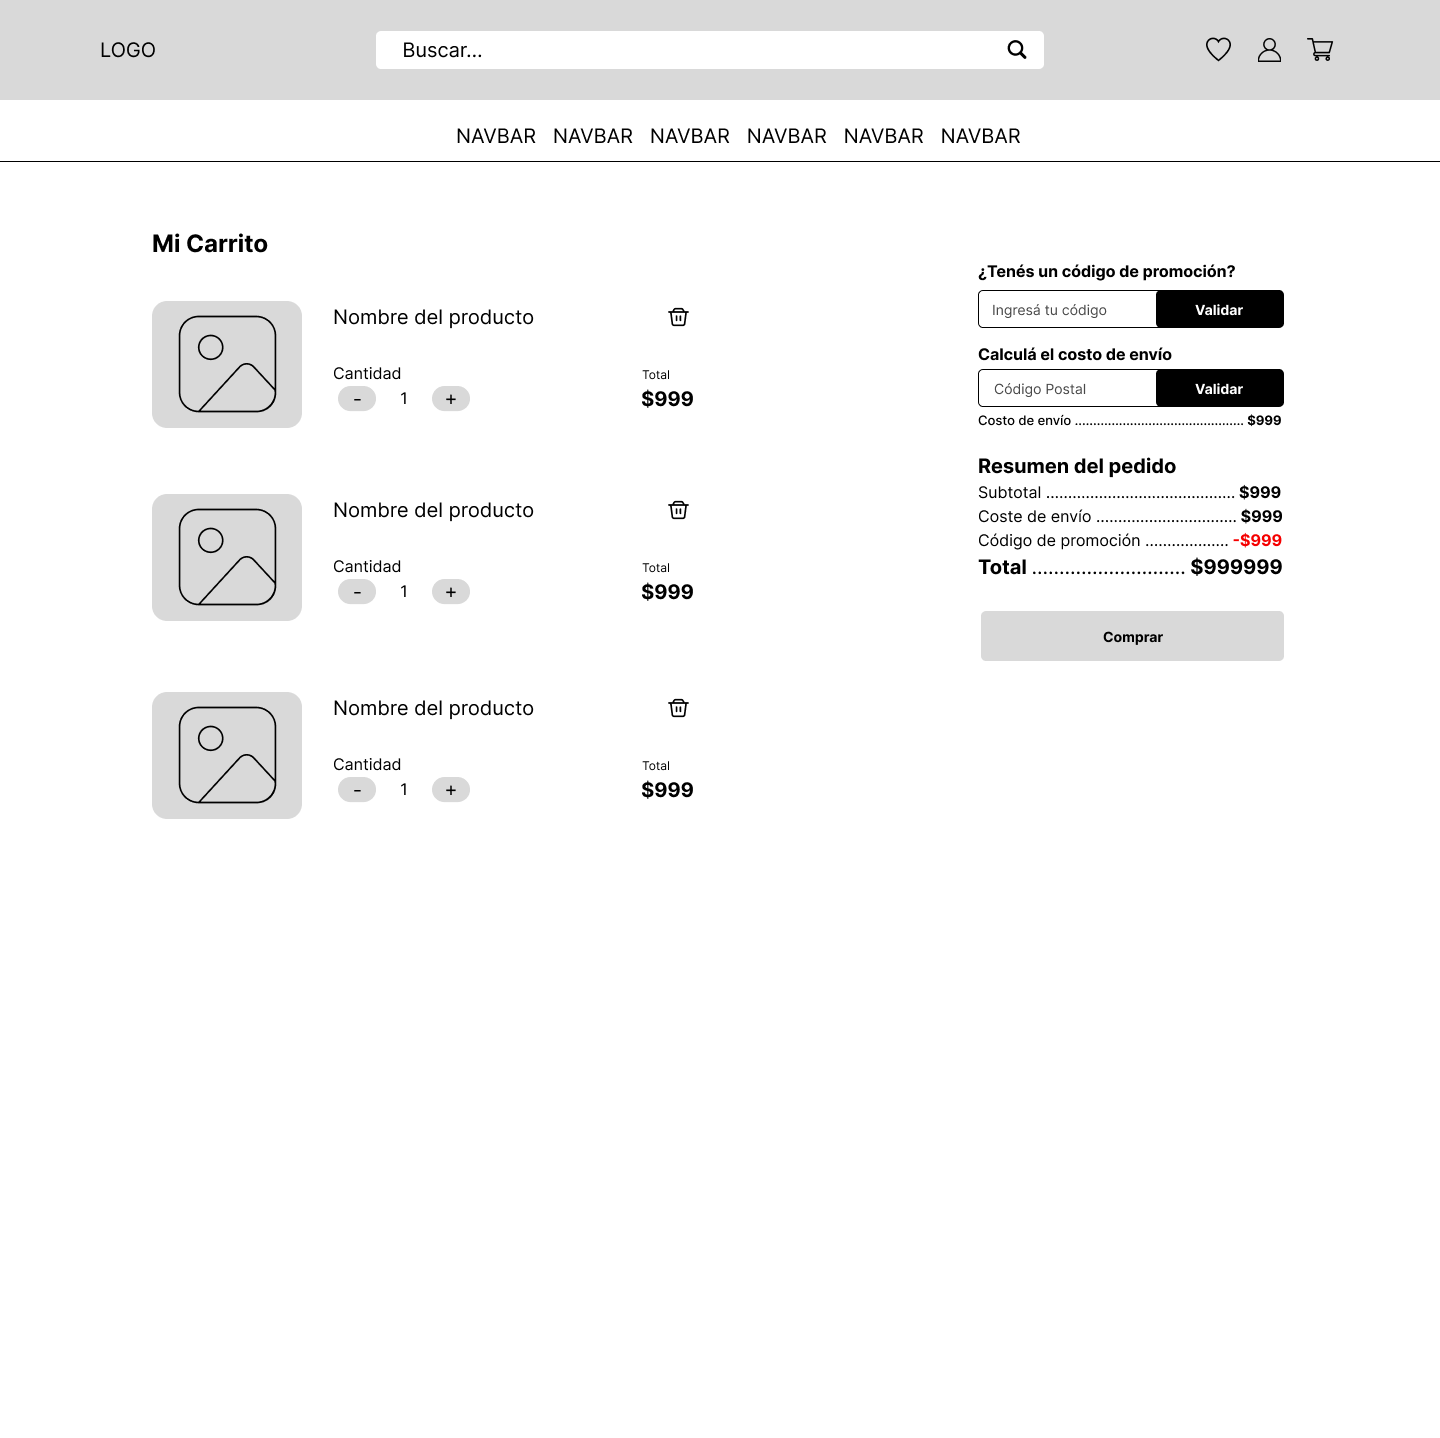 LOGO
Buscar...
NAVBAR NAVBAR NAVBAR NAVBAR NAVBAR NAVBAR
Mi Carrito
Nombre del producto
Cantidad
- 1 +
Total
$999
Nombre del producto
Cantidad
- 1 +
Total
$999
Nombre del producto
Cantidad
- 1 +
Total
$999
¿Tenés un código de promoción?
Ingresá tu código Validar
Calculá el costo de envío
Código Postal Validar
Costo de envío .............................................. $999
Resumen del pedido
Subtotal ........................................... $999
Coste de envío ................................ $999
Código de promoción ................... -$999
Total ............................ $999999
Comprar